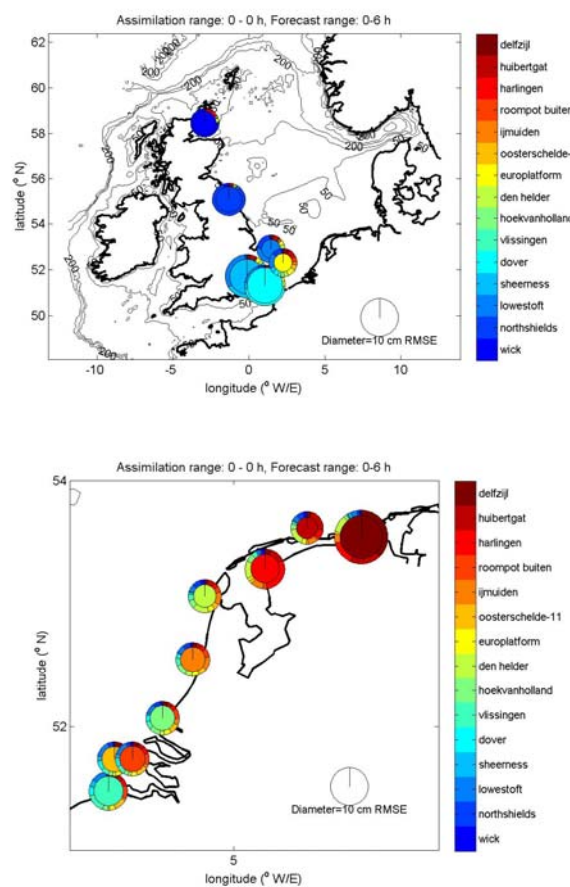 Assimilation range: 0 - 0 h, Forecast range: 0-6 h
62
60
58
56
54
52
50
latitude (° N)
-10
-5
0
5
10
longitude (° W/E)
200
200
200
200
200
200
50
50
50
50
50
Diameter=10 cm RMSE
delfzijl
huibertgat
harlingen
roompot buiten
ijmuiden
oosterschelde-
europlatform
den helder
hoekvanholland
vlissingen
dover
sheerness
lowestoft
northshields
wick
Assimilation range: 0 - 0 h, Forecast range: 0-6 h
54
52
latitude (° N)
5
longitude (° W/E)
Diameter=10 cm RMSE
delfzijl
huibertgat
harlingen
roompot buiten
ijmuiden
oosterschelde-11
europlatform
den helder
hoekvanholland
vlissingen
dover
sheerness
lowestoft
northshields
wick